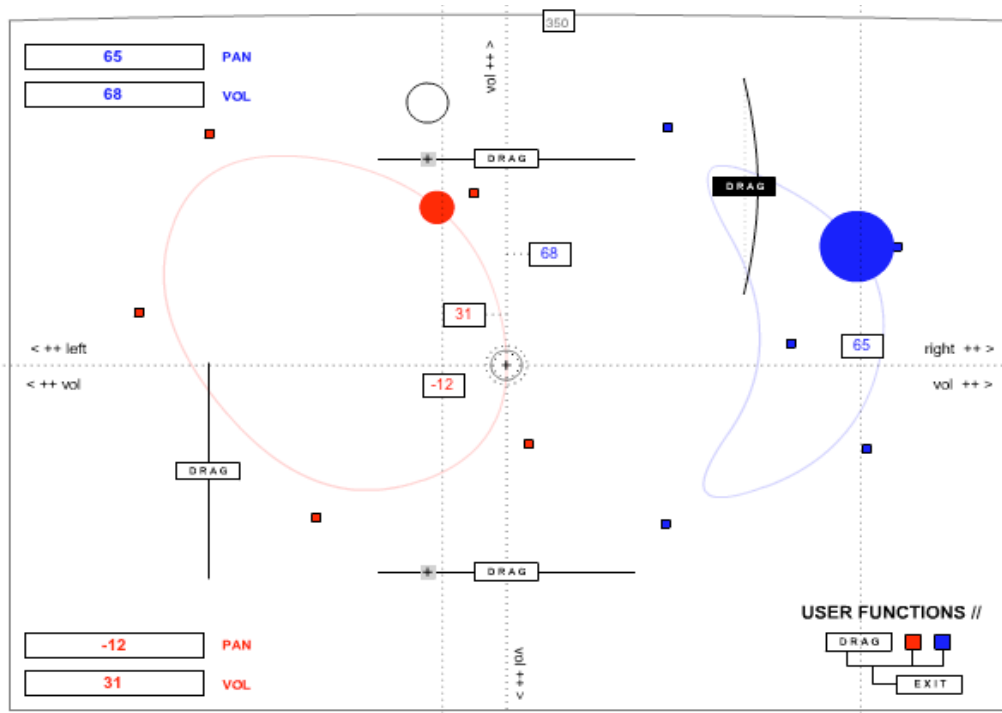 350
65 PAN
68 VOL
< ++ vol
DRAG
DRAG
68
31
65
< ++ left
right ++ >
< ++ vol
vol ++ >
-12
DRAG
DRAG
USER FUNCTIONS //
DRAG
EXIT
-12 PAN
31 VOL
vol ++ >